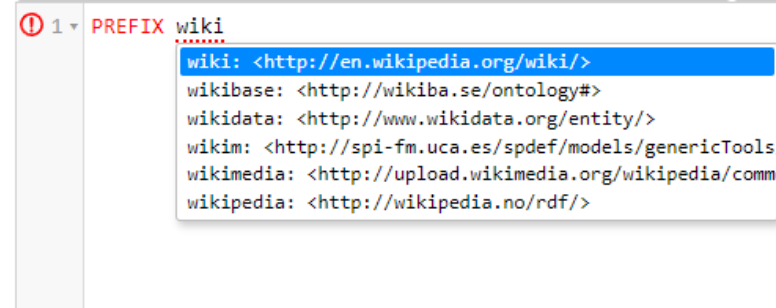 1 PREFIX wiki
wiki: <http://en.wikipedia.org/wiki/>
wikibase: <http://wikiba.se/ontology#>
wikidata: <http://www.wikidata.org/entity/>
wikim: <http://spi-fm.uca.es/spdef/models/genericTools
wikimedia: <http://upload.wikimedia.org/wikipedia/comm
wikipedia: <http://wikipedia.no/rdf/>